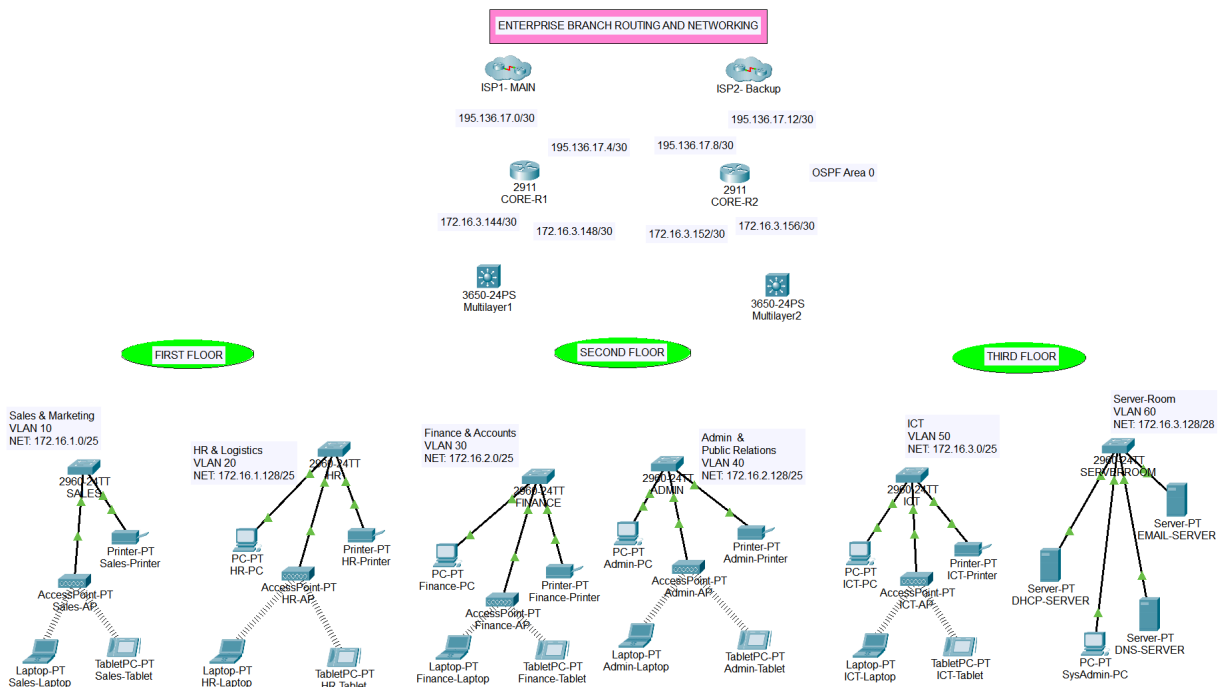 ENTERPRISE BRANCH ROUTING AND NETWORKING
ISP1- MAIN
ISP2- Backup
195.136.17.0/30
195.136.17.12/30
195.136.17.4/30
195.136.17.8/30
2911
CORE-R1
2911
CORE-R2
OSPF Area 0
172.16.3.144/30
172.16.3.148/30
172.16.3.152/30
172.16.3.156/30
3650-24PS
Multilayer1
3650-24PS
Multilayer2
FIRST FLOOR
SECOND FLOOR
THIRD FLOOR
Sales & Marketing
VLAN 10
NET: 172.16.1.0/25
2960-24TT
SALES
Printer-PT
Sales-Printer
AccessPoint-PT
Sales-AP
Laptop-PT
Sales-Laptop
TabletPC-PT
Sales-Tablet
HR & Logistics
VLAN 20
NET: 172.16.1.128/25
2960-24TT
HR
PC-PT
HR-PC
Printer-PT
HR-Printer
AccessPoint-PT
HR-AP
Laptop-PT
HR-Laptop
TabletPC-PT
HR-Tablet
Finance & Accounts
VLAN 30
NET: 172.16.2.0/25
2960-24TT
FINANCE
PC-PT
Finance-PC
Printer-PT
Finance-Printer
AccessPoint-PT
Finance-AP
Laptop-PT
Finance-Laptop
TabletPC-PT
Finance-Tablet
Admin &
Public Relations
VLAN 40
NET: 172.16.2.128/25
2960-24TT
ADMIN
PC-PT
Admin-PC
Printer-PT
Admin-Printer
AccessPoint-PT
Admin-AP
Laptop-PT
Admin-Laptop
TabletPC-PT
Admin-Tablet
ICT
VLAN 50
NET: 172.16.3.0/25
2960-24TT
ICT
PC-PT
ICT-PC
Printer-PT
ICT-Printer
AccessPoint-PT
ICT-AP
Laptop-PT
ICT-Laptop
TabletPC-PT
ICT-Tablet
Server-Room
VLAN 60
NET: 172.16.3.128/28
2960-24TT
SERVERROOM
Server-PT
EMAIL-SERVER
Server-PT
DHCP-SERVER
Server-PT
DNS-SERVER
PC-PT
SysAdmin-PC